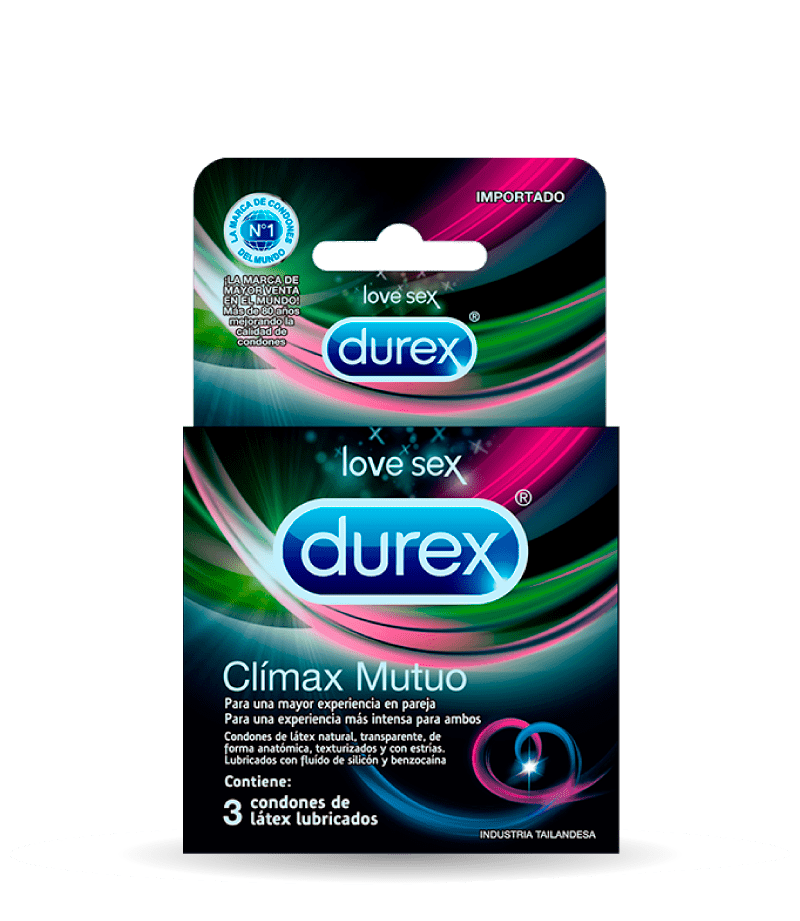 IMPORTADO
LA MARCA DE CONDONES
N°1
DEL MUNDO
¡LA MARCA DE
MAYOR VENTA
EN EL MUNDO!
Más de 80 años
mejorando la
calidad de
condones
love sex
durex®
love sex
durex®
Clímax Mutuo
Para una mayor experiencia en pareja
Para una experiencia más intensa para ambos
Condones de látex natural, transparente, de
forma anatómica, texturizados y con estrías.
Lubricados con fluído de silicón y benzocaína
Contiene:
3 condones de
látex lubricados
INDUSTRIA TAILANDESA